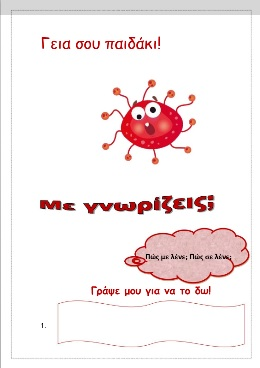 Γεια σου παιδάκι!
Με γνωρίζεις;
Πώς με λένε; Πώς σε λένε;
Γράψε μου για να το δω!
1.